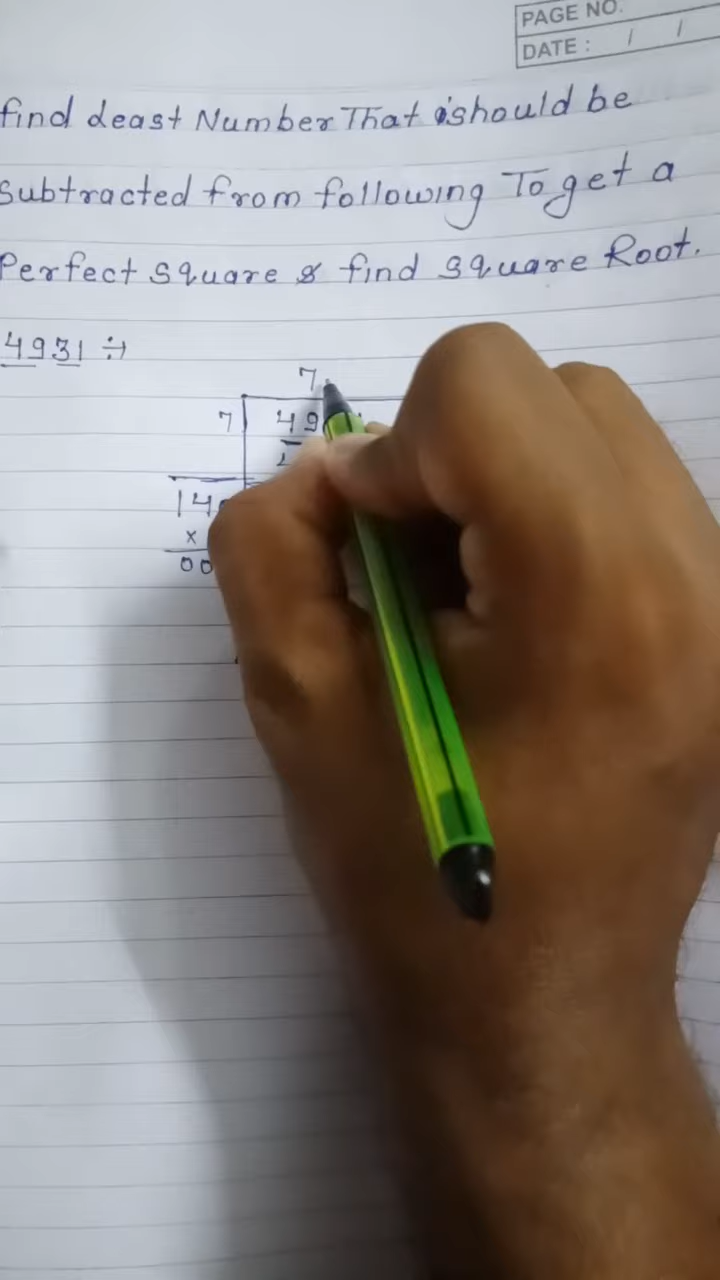 PAGE NO.
DATE : / /
find Least Number That should be
Subtracted from following To get a
Perfect square & find square Root.
4931 ÷
7
7 49
14
x
00